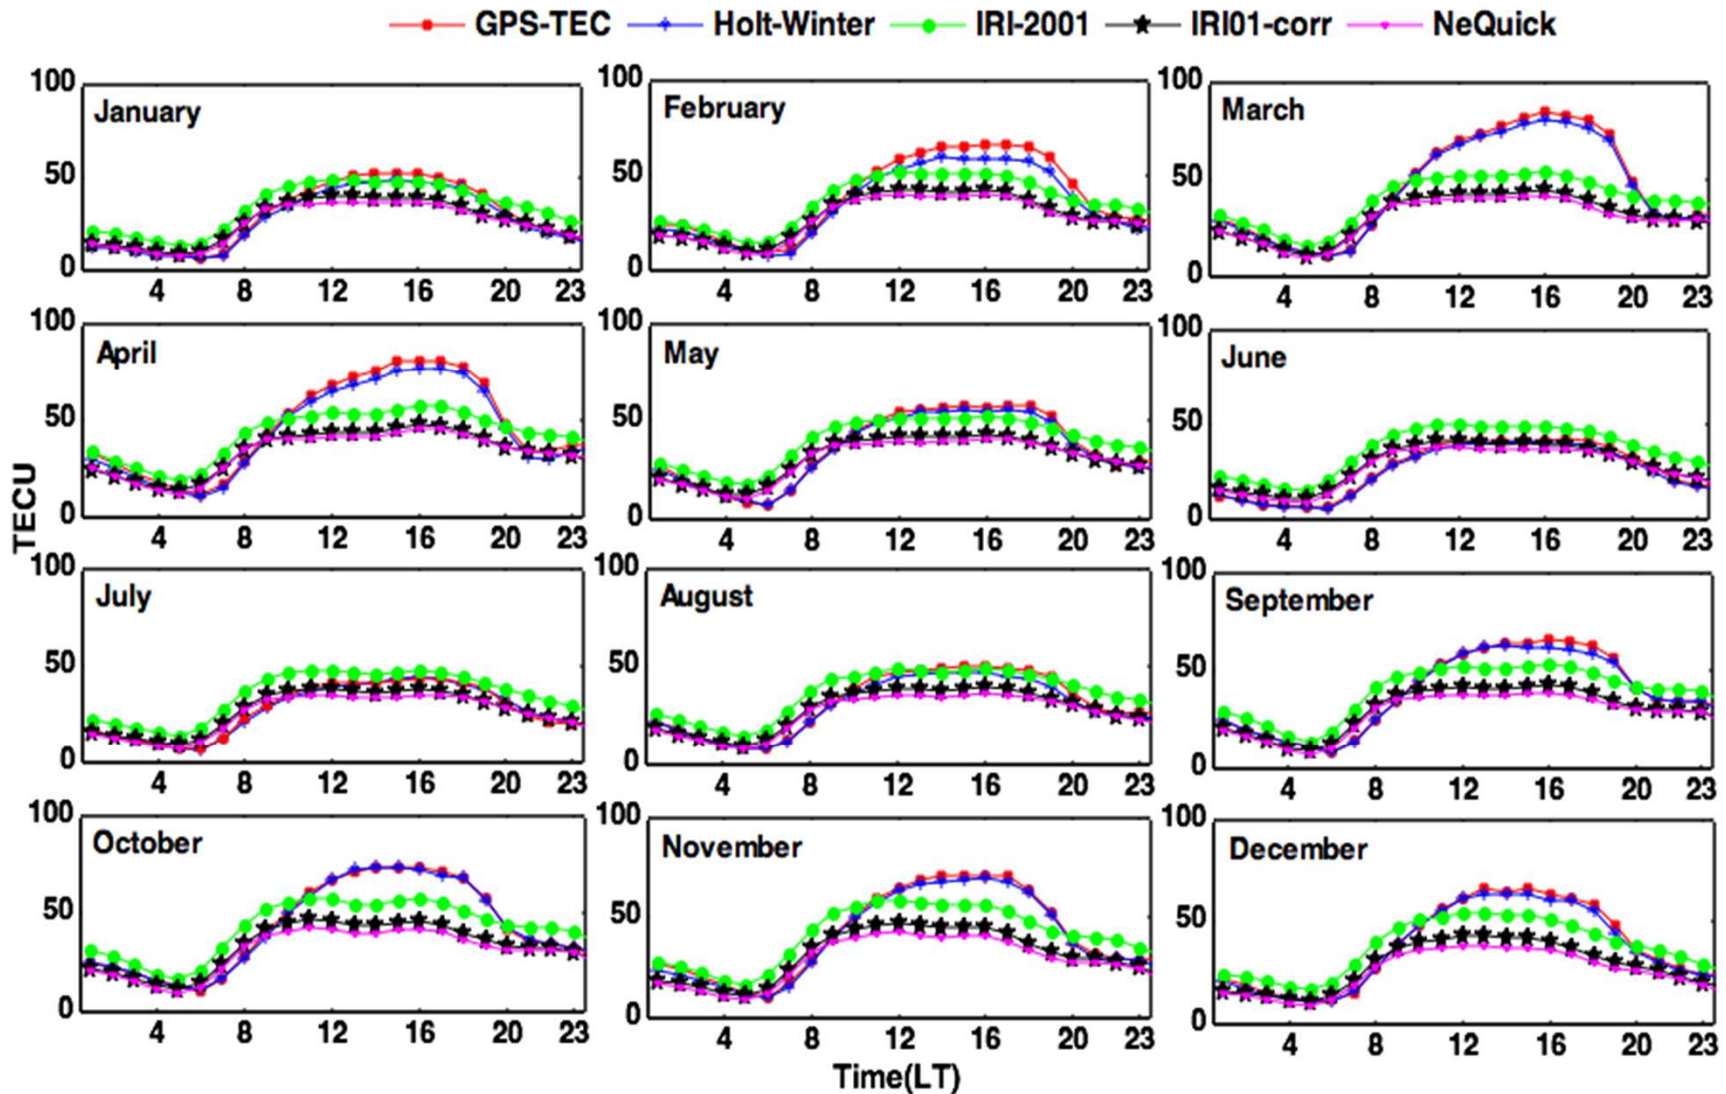 GPS-TEC Holt-Winter IRI-2001 IRI01-corr NeQuick
100 100 100
January February March
50 50 50
0 0 0
4 8 12 16 20 23 4 8 12 16 20 23 4 8 12 16 20 23
100 100 100
April May June
50 50 50
0 0 0
4 8 12 16 20 23 4 8 12 16 20 23 4 8 12 16 20 23
TECU
100 100 100
July August September
50 50 50
0 0 0
4 8 12 16 20 23 4 8 12 16 20 23 4 8 12 16 20 23
100 100 100
October November December
50 50 50
0 0 0
4 8 12 16 20 23 4 8 12 16 20 23 4 8 12 16 20 23
Time(LT)